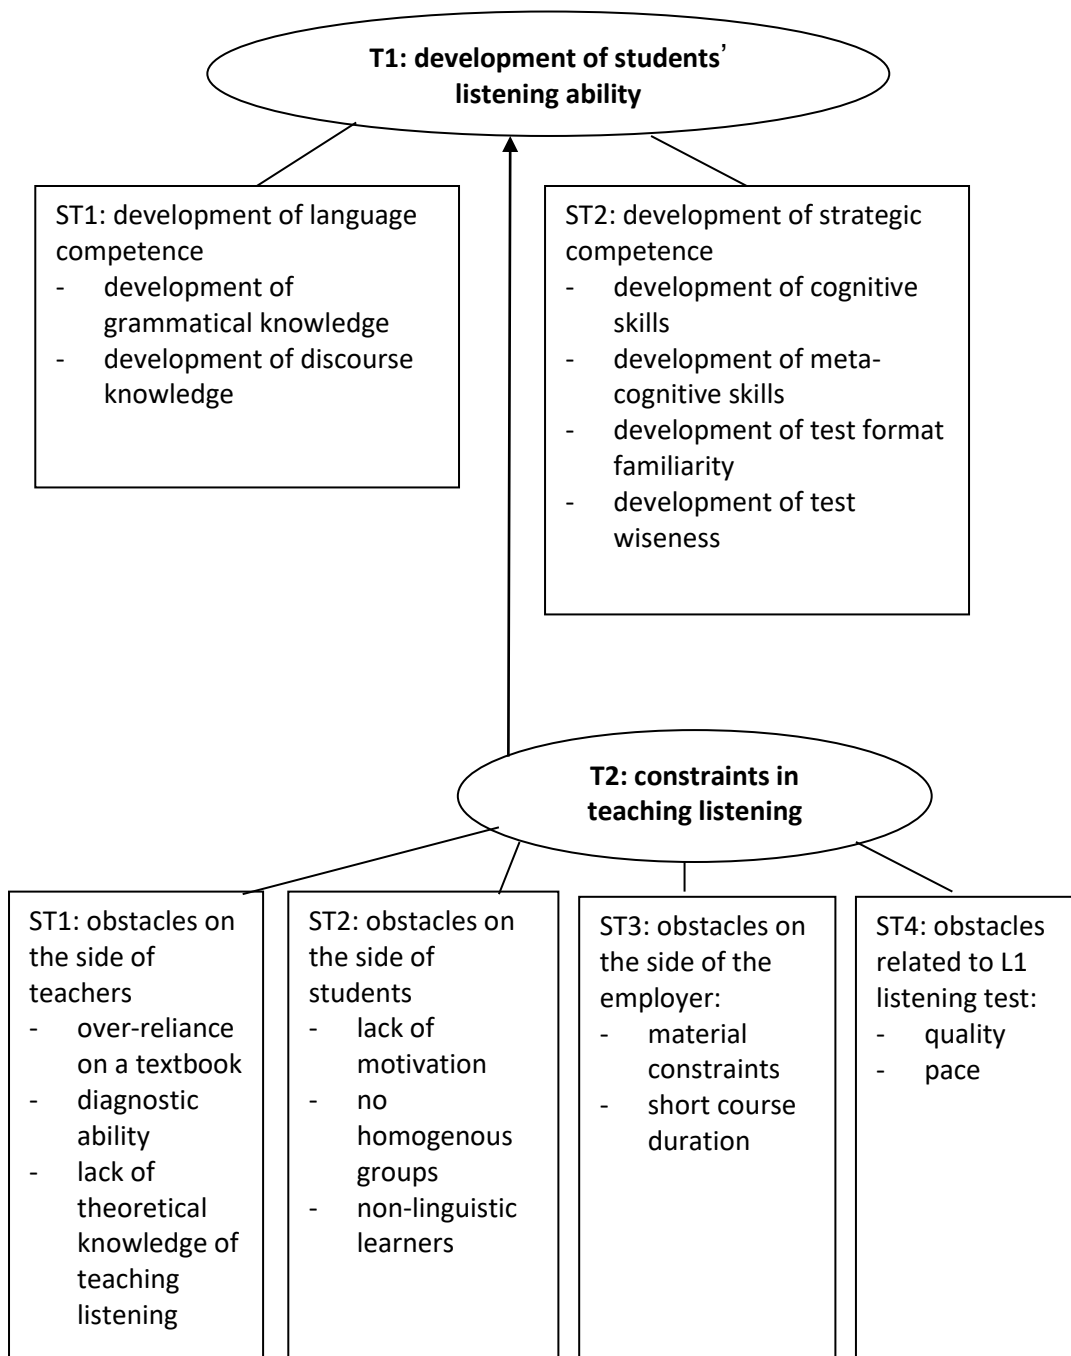 T1: development of students’
listening ability
ST1: development of language
competence
- development of
grammatical knowledge
- development of discourse
knowledge
ST2: development of strategic
competence
- development of cognitive
skills
- development of meta-
cognitive skills
- development of test format
familiarity
- development of test
wiseness
T2: constraints in
teaching listening
ST1: obstacles on
the side of
teachers
- over-reliance
on a textbook
- diagnostic
ability
- lack of
theoretical
knowledge of
teaching
listening
ST2: obstacles on
the side of
students
- lack of
motivation
- no
homogenous
groups
- non-linguistic
learners
ST3: obstacles on
the side of the
employer:
- material
constraints
- short course
duration
ST4: obstacles
related to L1
listening test:
- quality
- pace